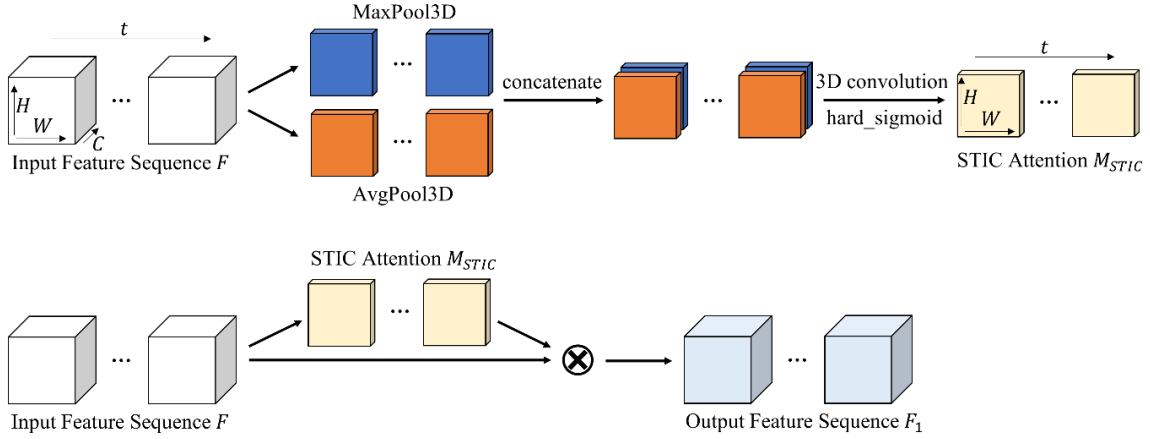 MaxPool3D
t
t
...
...
...
...
concatenate
3D convolution
hard_sigmoid
H
W
C
H
W
Input Feature Sequence F
...
AvgPool3D
STIC Attention M_STIC
STIC Attention M_STIC
...
...
...
Input Feature Sequence F
Output Feature Sequence F₁